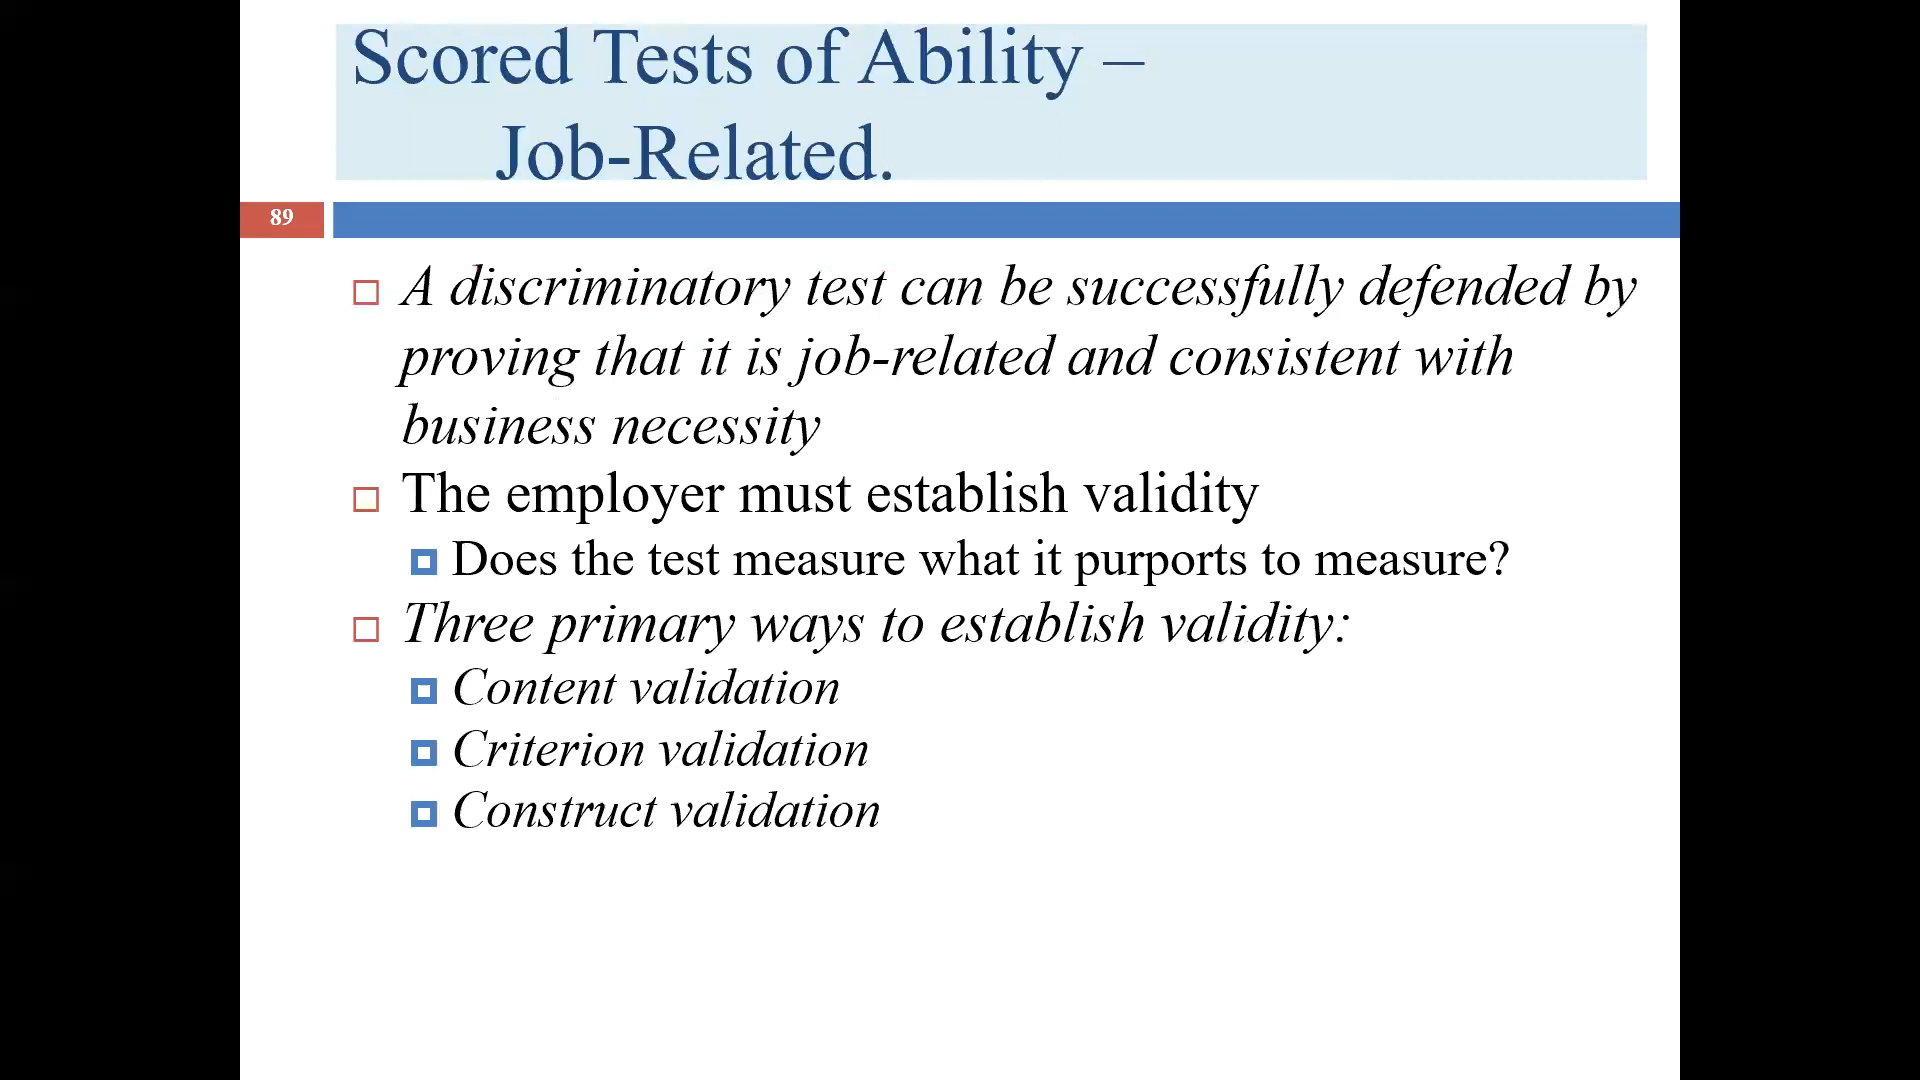 Scored Tests of Ability –
Job-Related.
89
A discriminatory test can be successfully defended by
proving that it is job-related and consistent with
business necessity
The employer must establish validity
Does the test measure what it purports to measure?
Three primary ways to establish validity:
Content validation
Criterion validation
Construct validation